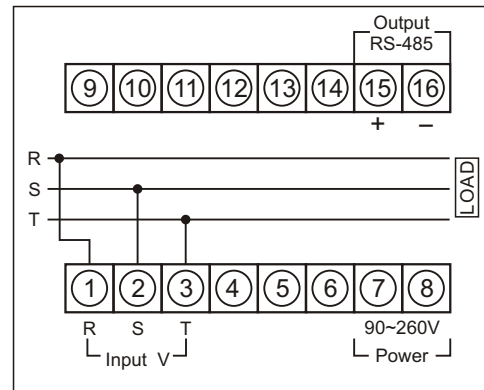 Output
RS-485
9 10 11 12 13 14 15 16
+ −
R
S
T
LOAD
1 2 3 4 5 6 7 8
R S T 90~260V
Input V Power